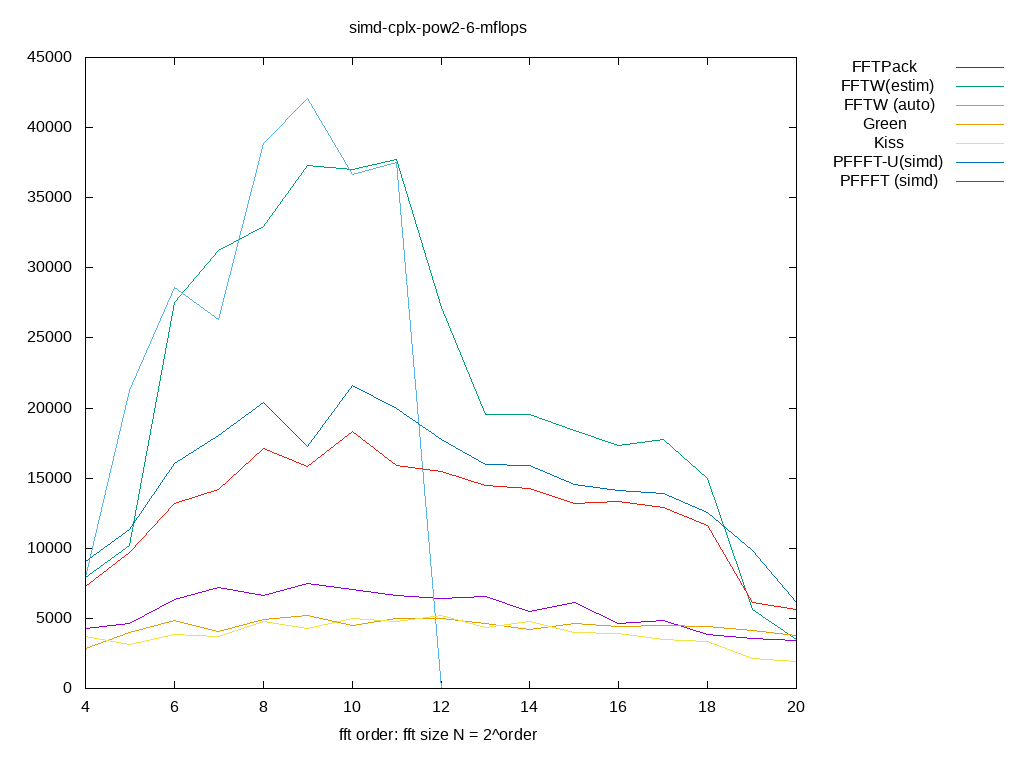 simd-cplx-pow2-6-mflops
45000
40000
35000
30000
25000
20000
15000
10000
5000
0
4 6 8 10 12 14 16 18 20
fft order: fft size N = 2^order
FFTPack
FFTW(estim)
FFTW (auto)
Green
Kiss
PFFFT-U(simd)
PFFFT (simd)